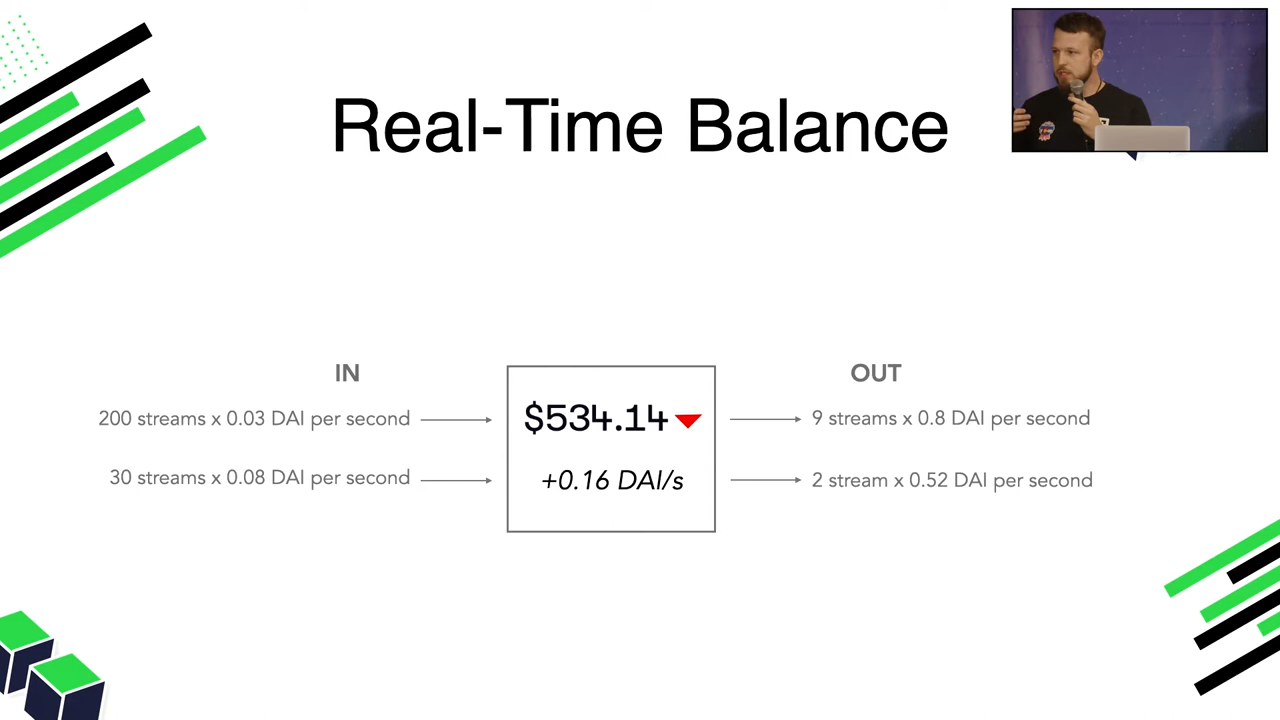 Real-Time Balance
IN
200 streams x 0.03 DAI per second
30 streams x 0.08 DAI per second
$534.14
+0.16 DAI/s
OUT
9 streams x 0.8 DAI per second
2 stream x 0.52 DAI per second